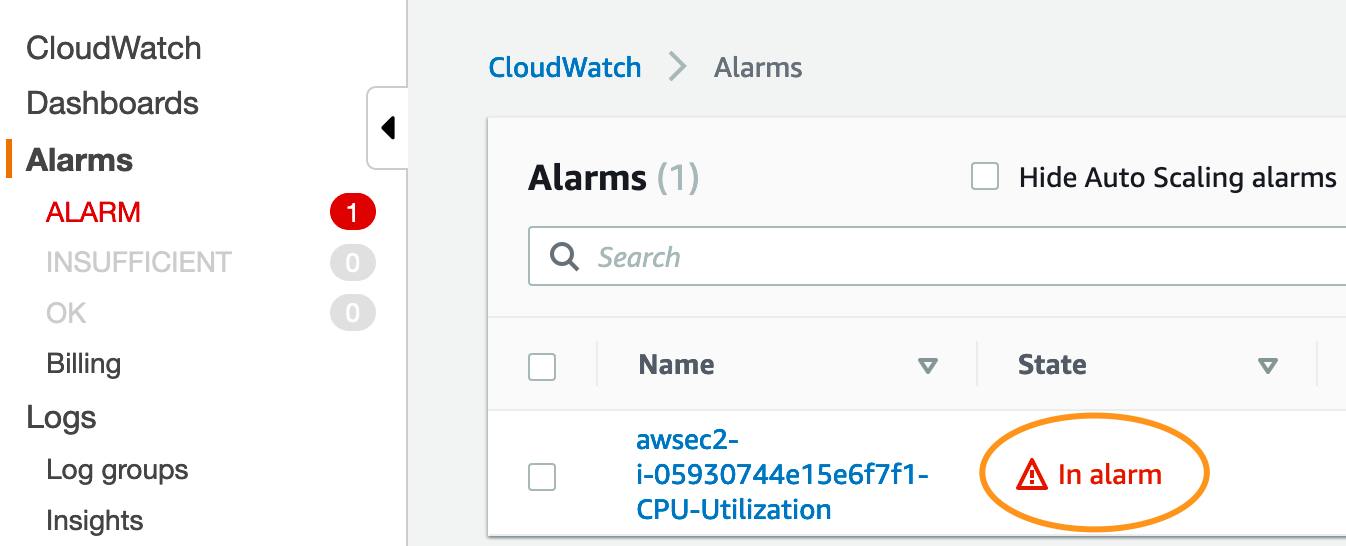 CloudWatch
Dashboards
Alarms
ALARM 1
INSUFFICIENT 0
OK 0
Billing
Logs
Log groups
Insights
CloudWatch Alarms
Alarms (1) Hide Auto Scaling alarms
Search
Name State
awsec2-
i-05930744e15e6f7f1-
CPU-Utilization
In alarm